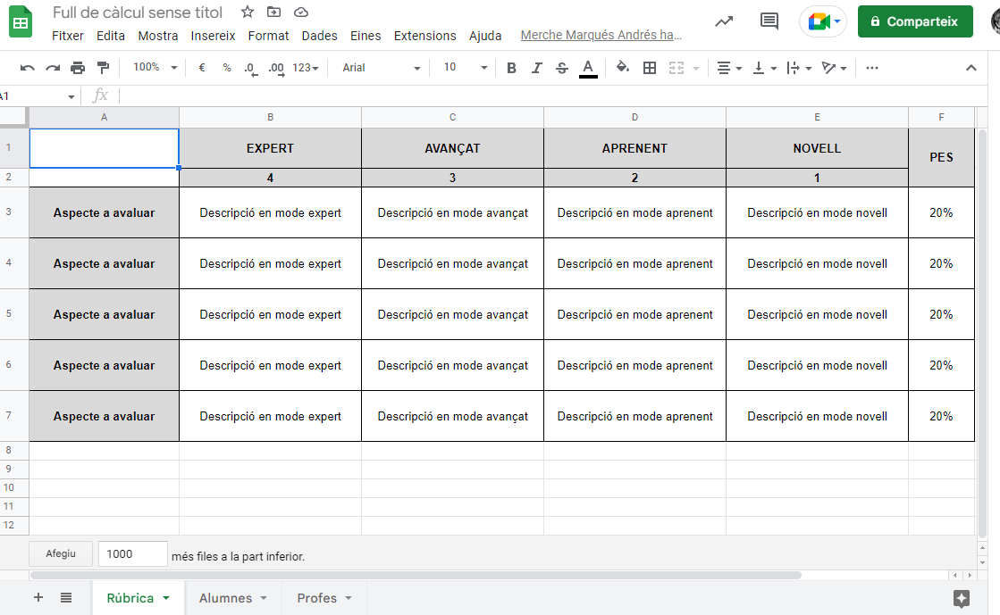 Full de càlcul sense títol
Fitxer Edita Mostra Insereix Format Dades Eines Extensions Ajuda Merche Marqués Andrés ha...
Comparteix
100% € % .0 .00 123 Arial 10 B I S A ...
A1 fx
A B C D E F
1 EXPERT AVANÇAT APRENENT NOVELL PES
2 4 3 2 1
3 Aspecte a avaluar Descripció en mode expert Descripció en mode avançat Descripció en mode aprenent Descripció en mode novell 20%
4 Aspecte a avaluar Descripció en mode expert Descripció en mode avançat Descripció en mode aprenent Descripció en mode novell 20%
5 Aspecte a avaluar Descripció en mode expert Descripció en mode avançat Descripció en mode aprenent Descripció en mode novell 20%
6 Aspecte a avaluar Descripció en mode expert Descripció en mode avançat Descripció en mode aprenent Descripció en mode novell 20%
7 Aspecte a avaluar Descripció en mode expert Descripció en mode avançat Descripció en mode aprenent Descripció en mode novell 20%
8
9
10
11
12
Afegiu 1000 més files a la part inferior.
+ Rúbrica Alumnes Profes